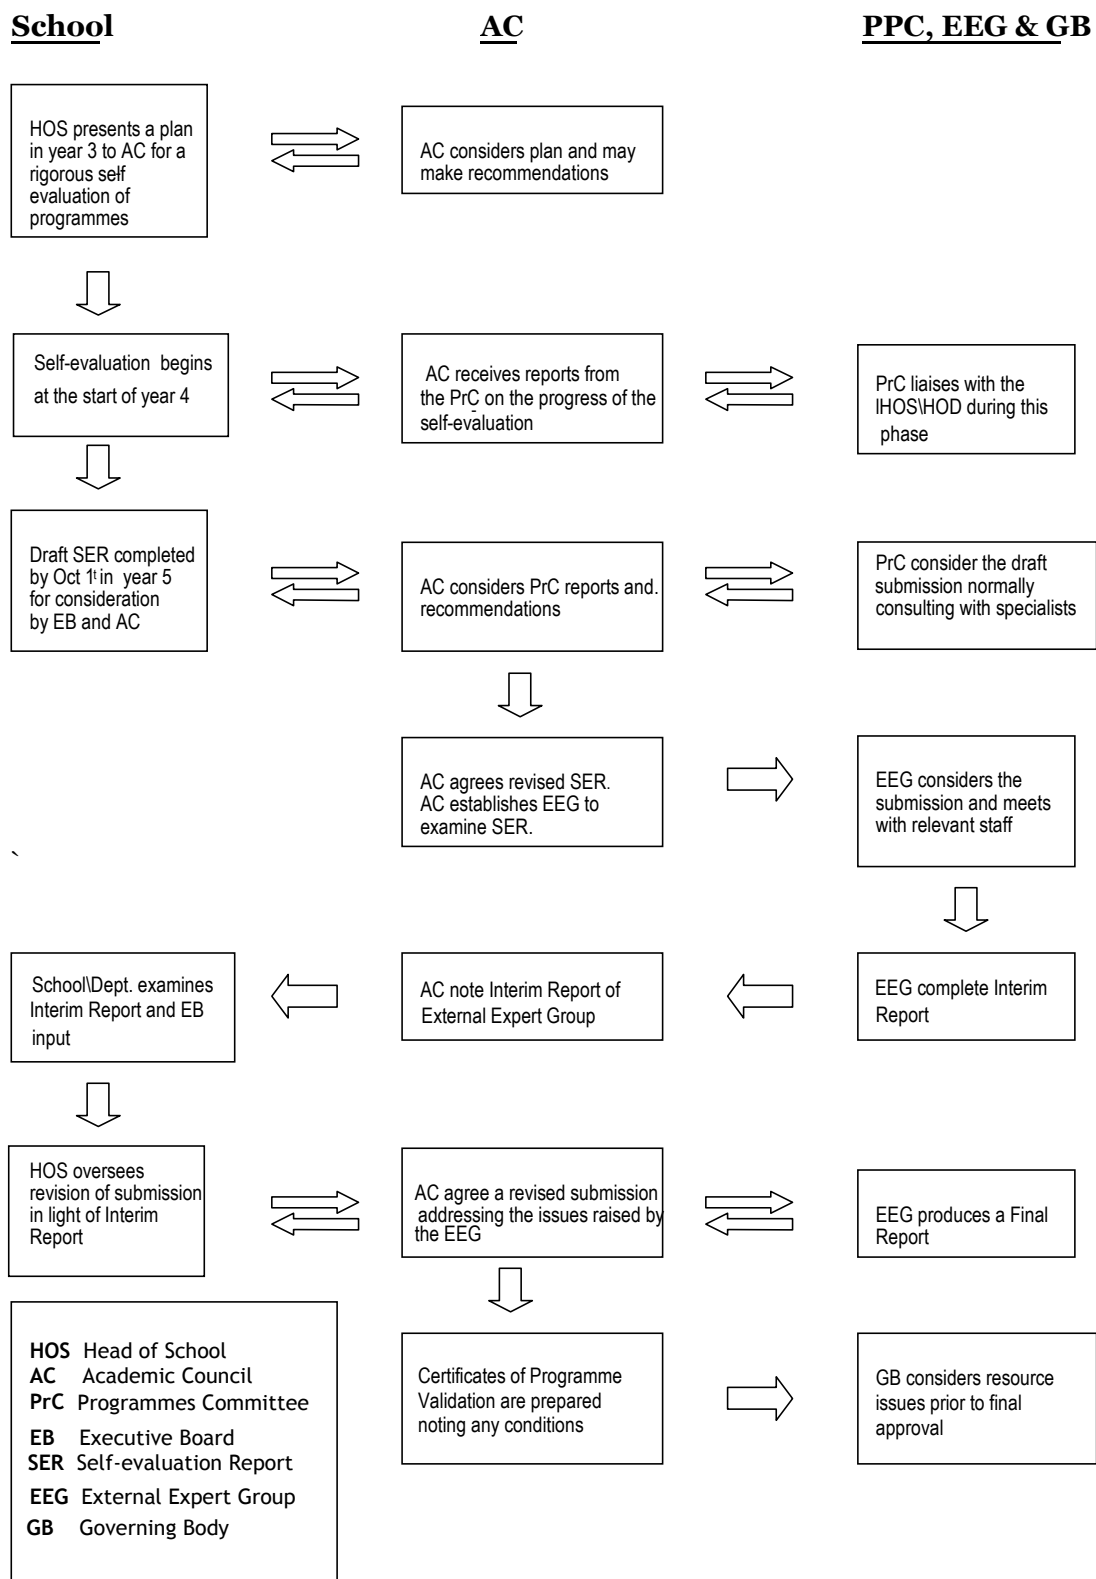 School
AC
PPC, EEG & GB
HOS presents a plan
in year 3 to AC for a
rigorous self
evaluation of
programmes
AC considers plan and may
make recommendations
Self-evaluation begins
at the start of year 4
AC receives reports from
the PrC on the progress of the
self-evaluation
PrC liaises with the
lHOS\HOD during this
phase
Draft SER completed
by Oct 1t in year 5
for consideration
by EB and AC
AC considers PrC reports and.
recommendations
PrC consider the draft
submission normally
consulting with specialists
AC agrees revised SER.
AC establishes EEG to
examine SER.
EEG considers the
submission and meets
with relevant staff
`
School\Dept. examines
Interim Report and EB
input
AC note Interim Report of
External Expert Group
EEG complete Interim
Report
HOS oversees
revision of submission
in light of Interim
Report
AC agree a revised submission
addressing the issues raised by
the EEG
EEG produces a Final
Report
HOS Head of School
AC Academic Council
PrC Programmes Committee
EB Executive Board
SER Self-evaluation Report
EEG External Expert Group
GB Governing Body
Certificates of Programme
Validation are prepared
noting any conditions
GB considers resource
issues prior to final
approval